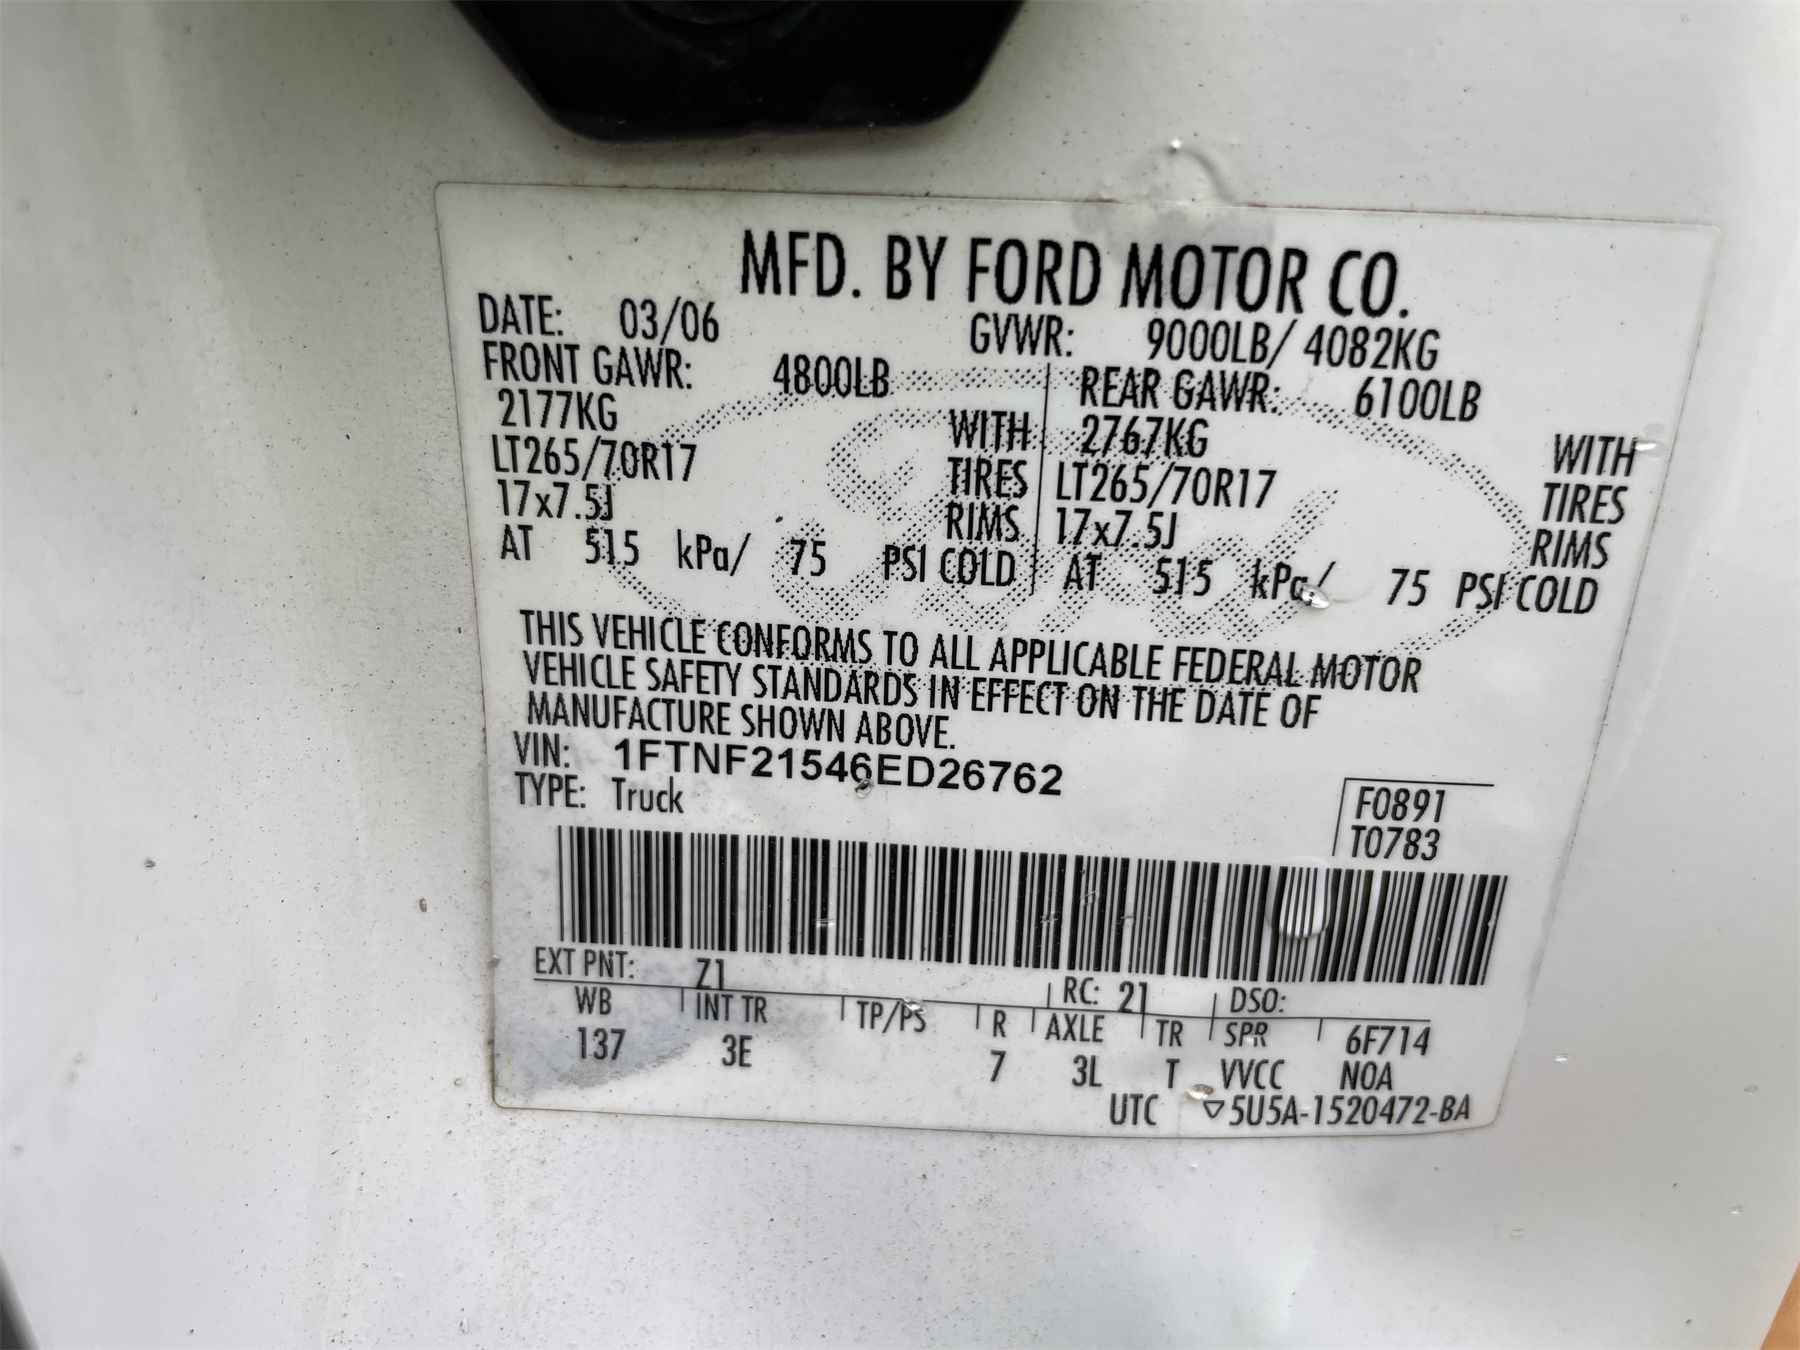 MFD. BY FORD MOTOR CO.
DATE: 03/06 GVWR: 9000LB/ 4082KG
FRONT GAWR: 4800LB REAR GAWR: 6100LB
2177KG WITH 2767KG WITH
LT265/70R17 TIRES LT265/70R17 TIRES
17x7.5J RIMS 17x7.5J RIMS
AT 515 kPa/ 75 PSI COLD AT 515 kPa/ 75 PSI COLD
THIS VEHICLE CONFORMS TO ALL APPLICABLE FEDERAL MOTOR
VEHICLE SAFETY STANDARDS IN EFFECT ON THE DATE OF
MANUFACTURE SHOWN ABOVE.
VIN: 1FTNF21546ED26762
TYPE: Truck
F0891
T0783
EXT PNT: Z1 RC: 21 DSO:
WB INT TR TP/PS R AXLE TR SPR 6F714
137 3E 7 3L T VVCC NOA
UTC ▽5U5A-1520472-BA
Ford